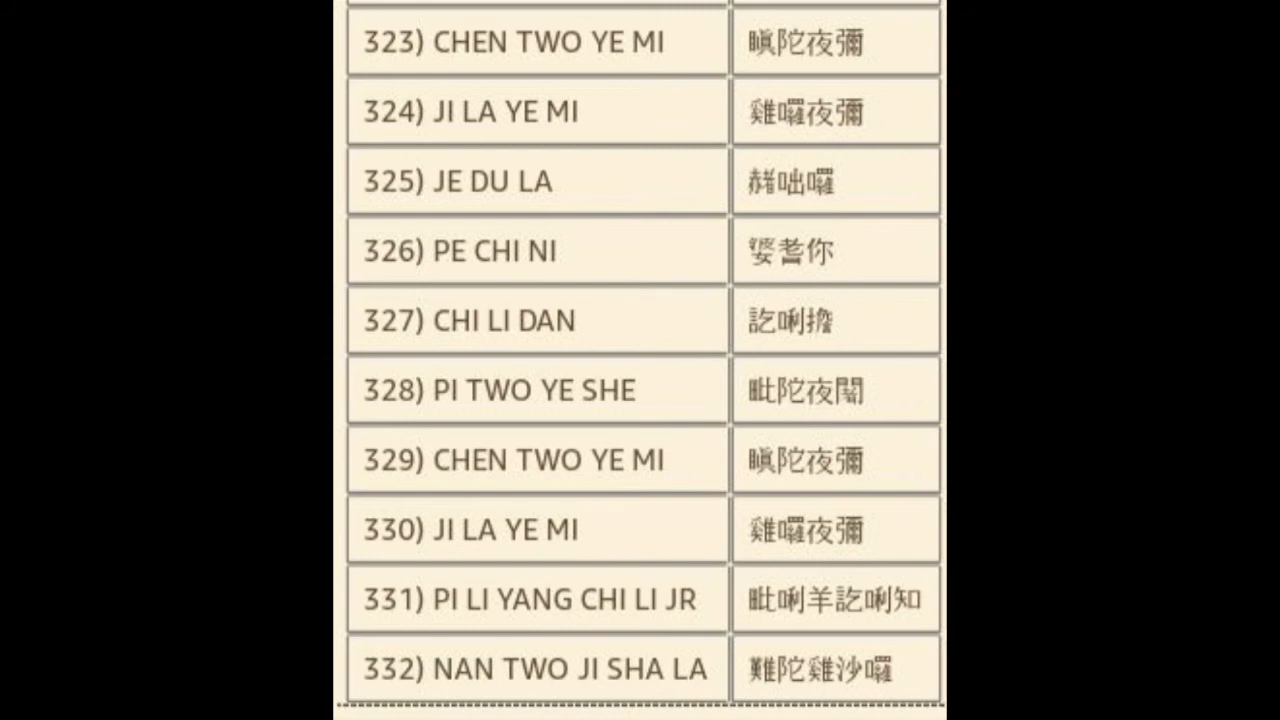 323) CHEN TWO YE MI 瞋陀夜彌
324) JI LA YE MI 雞囉夜彌
325) JE DU LA 赭咄囉
326) PE CHI NI 婆耆你
327) CHI LI DAN 訖唎擔
328) PI TWO YE SHE 毗陀夜闍
329) CHEN TWO YE MI 瞋陀夜彌
330) JI LA YE MI 雞囉夜彌
331) PI LI YANG CHI LI JR 毗唎羊訖唎知
332) NAN TWO JI SHA LA 難陀雞沙囉